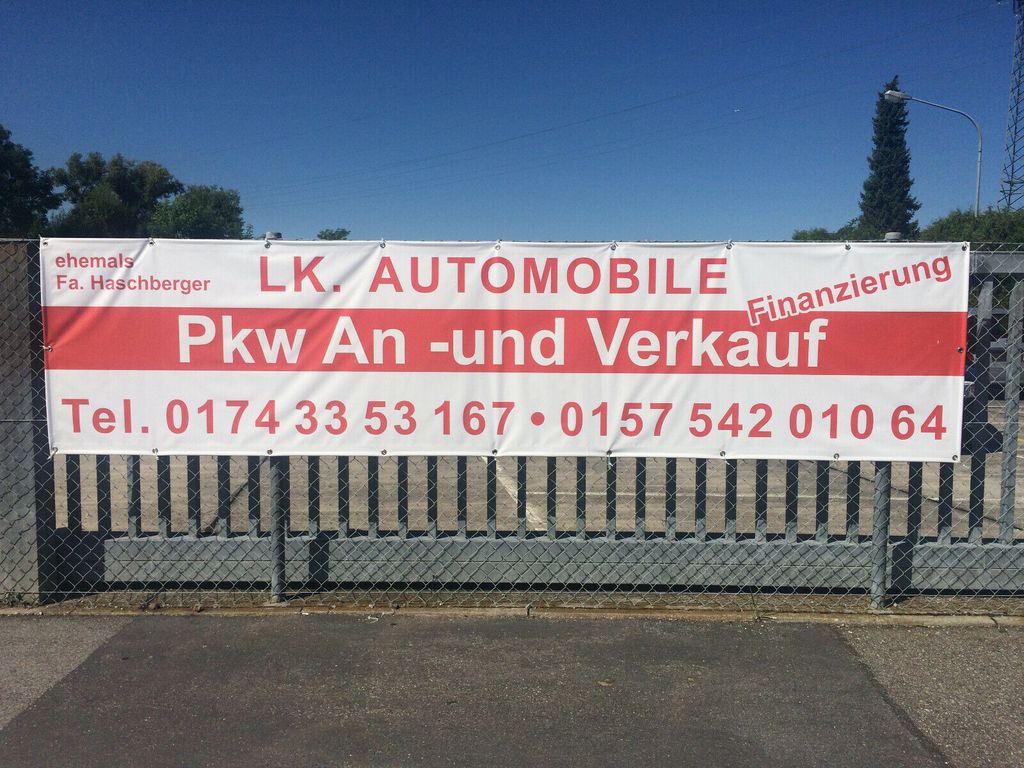 ehemals
Fa. Haschberger
LK. AUTOMOBILE
Finanzierung
Pkw An -und Verkauf
Tel. 0174 33 53 167 • 0157 542 010 64